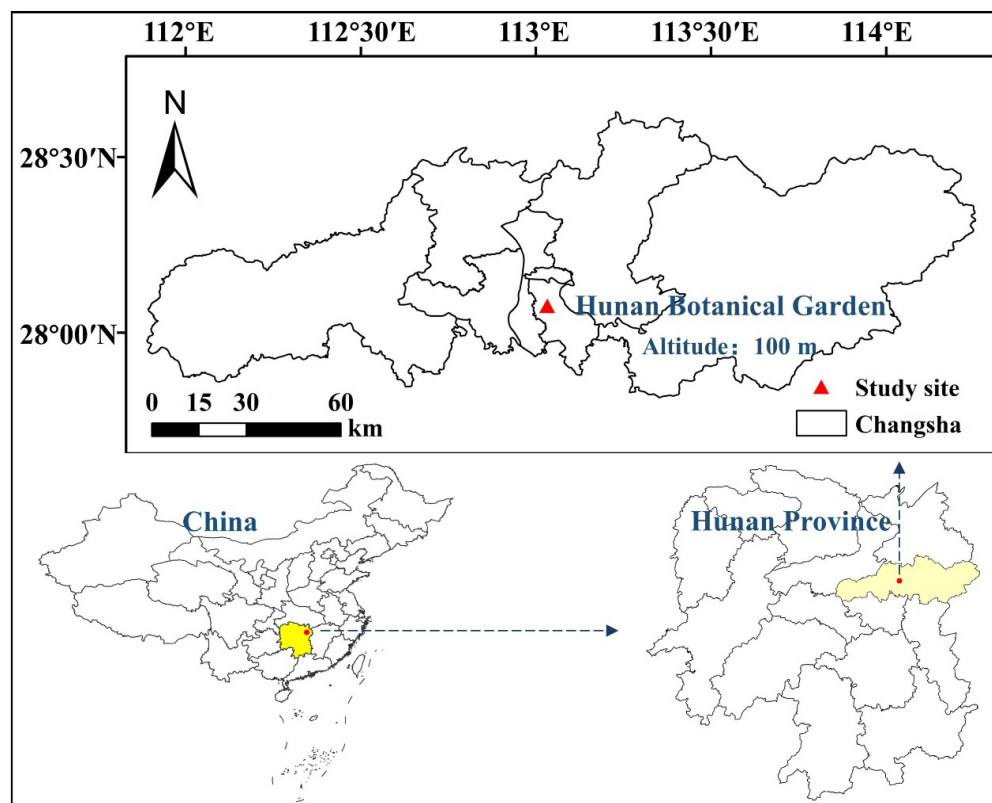 112°E 112°30′E 113°E 113°30′E 114°E
N
28°30′N
28°00′N
Hunan Botanical Garden
Altitude：100 m
0 15 30 60
km
Study site
Changsha
China
Hunan Province